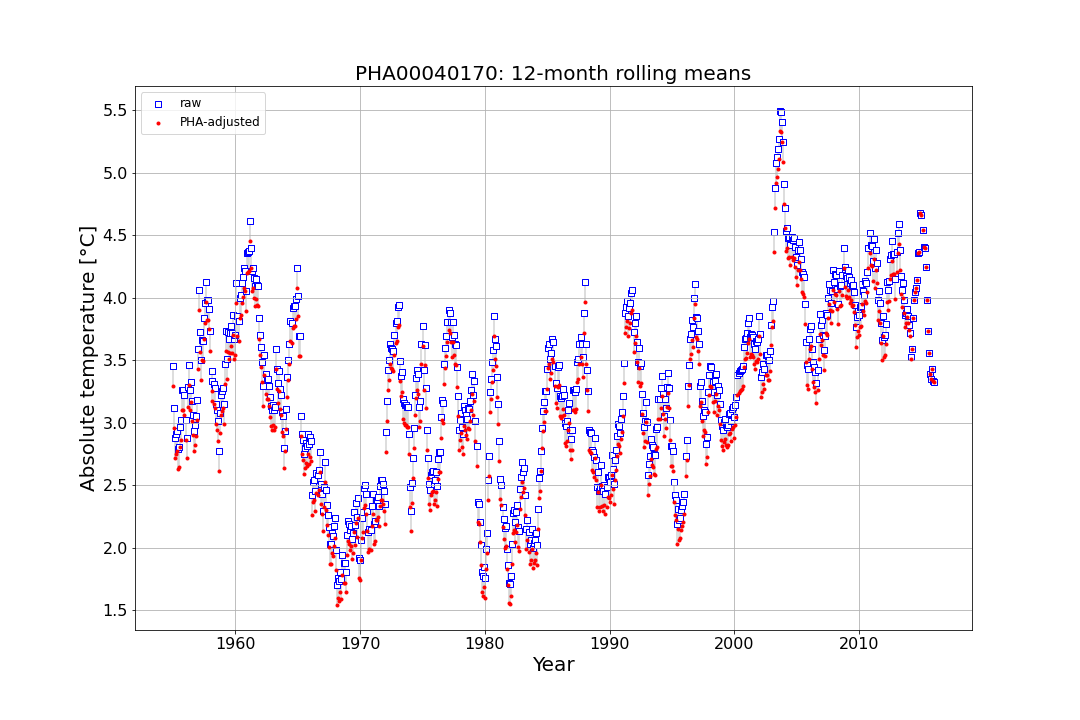 PHA00040170: 12-month rolling means
raw
PHA-adjusted
Absolute temperature [°C]
5.5
5.0
4.5
4.0
3.5
3.0
2.5
2.0
1.5
1960 1970 1980 1990 2000 2010
Year